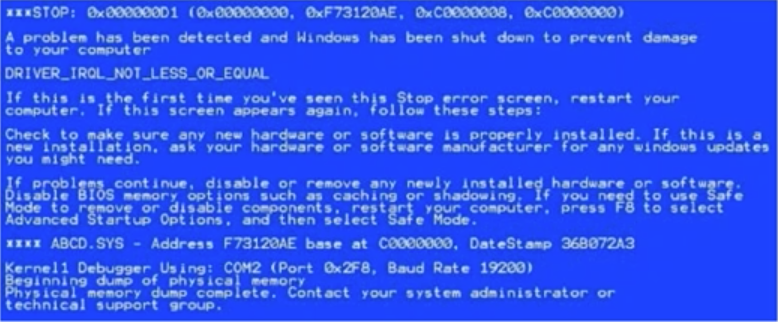 ***STOP: 0x000000D1 (0x00000000, 0xF73120AE, 0xC0000008, 0xC0000000)
A problem has been detected and Windows has been shut down to prevent damage
to your computer
DRIVER_IRQL_NOT_LESS_OR_EQUAL
If this is the first time you've seen this Stop error screen, restart your
computer. If this screen appears again, follow these steps:
Check to make sure any new hardware or software is properly installed. If this is a
new installation, ask your hardware or software manufacturer for any windows updates
you might need.
If problems continue, disable or remove any newly installed hardware or software.
Disable BIOS memory options such as caching or shadowing. If you need to use Safe
Mode to remove or disable components, restart your computer, press F8 to select
Advanced Startup Options, and then select Safe Mode.
**** ABCD.SYS - Address F73120AE base at C0000000, DateStamp 36B072A3
Kernel1 Debugger Using: COM2 (Port 0x2F8, Baud Rate 19200)
Beginning dump of physical memory
Physical memory dump complete. Contact your system administrator or
technical support group.